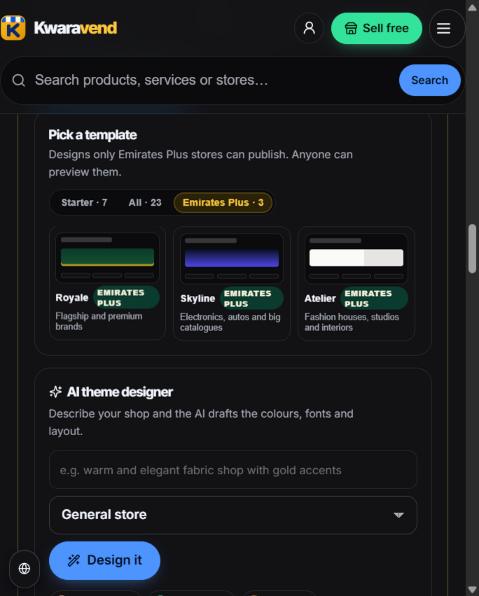 Kwaravend
Sell free
Search products, services or stores...
Search
Pick a template
Designs only Emirates Plus stores can publish. Anyone can
preview them.
Starter · 7
All · 23
Emirates Plus · 3
Royale
EMIRATES
PLUS
Flagship and premium
brands
Skyline
EMIRATES
PLUS
Electronics, autos and big
catalogues
Atelier
EMIRATES
PLUS
Fashion houses, studios
and interiors
AI theme designer
Describe your shop and the AI drafts the colours, fonts and
layout.
e.g. warm and elegant fabric shop with gold accents
General store
Design it